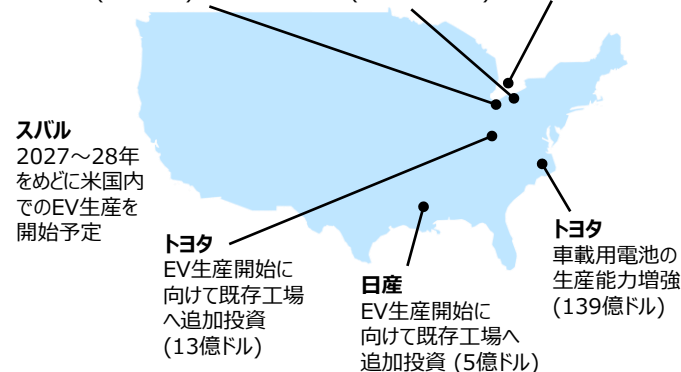 スバル
2027～28年
をめどに米国内
でのEV生産を
開始予定
トヨタ
EV生産開始に
向けて既存工場
へ追加投資
(13億ドル)
日産
EV生産開始に
向けて既存工場へ
追加投資 (5億ドル)
トヨタ
車載用電池の
生産能力増強
(139億ドル)